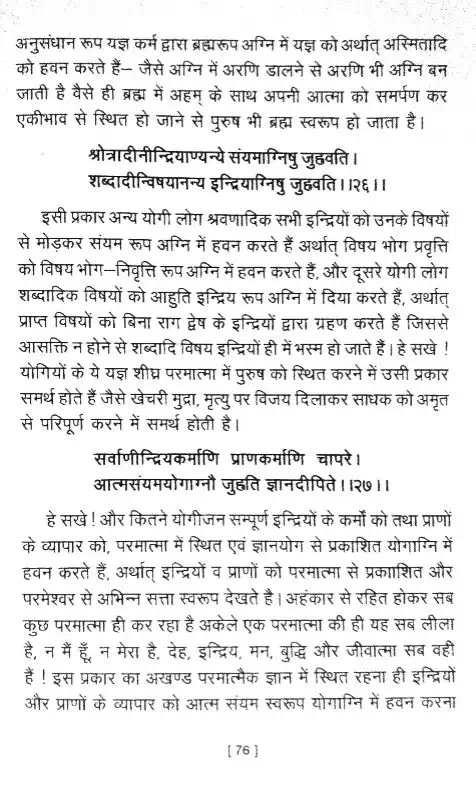 अनुसंधान रूप यज्ञ कर्म द्वारा ब्रह्मरूप अग्नि में यज्ञ को अर्थात् अस्मितादि
को हवन करते हैं– जैसे अग्नि में अरणि डालने से अरणि भी अग्नि बन
जाती है वैसे ही ब्रह्म में अहम् के साथ अपनी आत्मा को समर्पण कर
एकीभाव से स्थित हो जाने से पुरुष भी ब्रह्म स्वरूप हो जाता है।
श्रोत्रादीनीन्द्रियाण्यन्ये संयमाग्निषु जुह्वति।
शब्दादीन्विषयानन्य इन्द्रियाग्निषु जुह्वति।।२६।।
इसी प्रकार अन्य योगी लोग श्रवणादिक सभी इन्द्रियों को उनके विषयों
से मोड़कर संयम रूप अग्नि में हवन करते हैं अर्थात् विषय भोग प्रवृत्ति
को विषय भोग–निवृत्ति रूप अग्नि में हवन करते हैं, और दूसरे योगी लोग
शब्दादिक विषयों को आहुति इन्द्रिय रूप अग्नि में दिया करते हैं, अर्थात्
प्राप्त विषयों को बिना राग द्वेष के इन्द्रियों द्वारा ग्रहण करते हैं जिससे
आसक्ति न होने से शब्दादि विषय इन्द्रियों ही में भस्म हो जाते हैं। हे सखे !
योगियों के ये यज्ञ शीघ्र परमात्मा में पुरुष को स्थित करने में उसी प्रकार
समर्थ होते हैं जैसे खेचरी मुद्रा, मृत्यु पर विजय दिलाकर साधक को अमृत
से परिपूर्ण करने में समर्थ होती है।
सर्वाणीन्द्रियकर्माणि प्राणकर्माणि चापरे।
आत्मसंयमयोगाग्नौ जुह्वति ज्ञानदीपिते।।२७।।
हे सखे ! और कितने योगीजन सम्पूर्ण इन्द्रियों के कर्मों को तथा प्राणों
के व्यापार को, परमात्मा में स्थित एवं ज्ञानयोग से प्रकाशित योगाग्नि में
हवन करते हैं, अर्थात् इन्द्रियों व प्राणों को परमात्मा से प्रकााशित और
परमेश्वर से अभिन्न सत्ता स्वरूप देखते है। अहंकार से रहित होकर सब
कुछ परमात्मा ही कर रहा है अकेले एक परमात्मा की ही यह सब लीला
है, न मैं हूँ, न मेरा है, देह, इन्द्रिय, मन, बुद्धि और जीवात्मा सब वही
हैं ! इस प्रकार का अखण्ड परमात्मैक ज्ञान में स्थित रहना ही इन्द्रियों
और प्राणों के व्यापार को आत्म संयम स्वरूप योगाग्नि में हवन करना
[ 76 ]